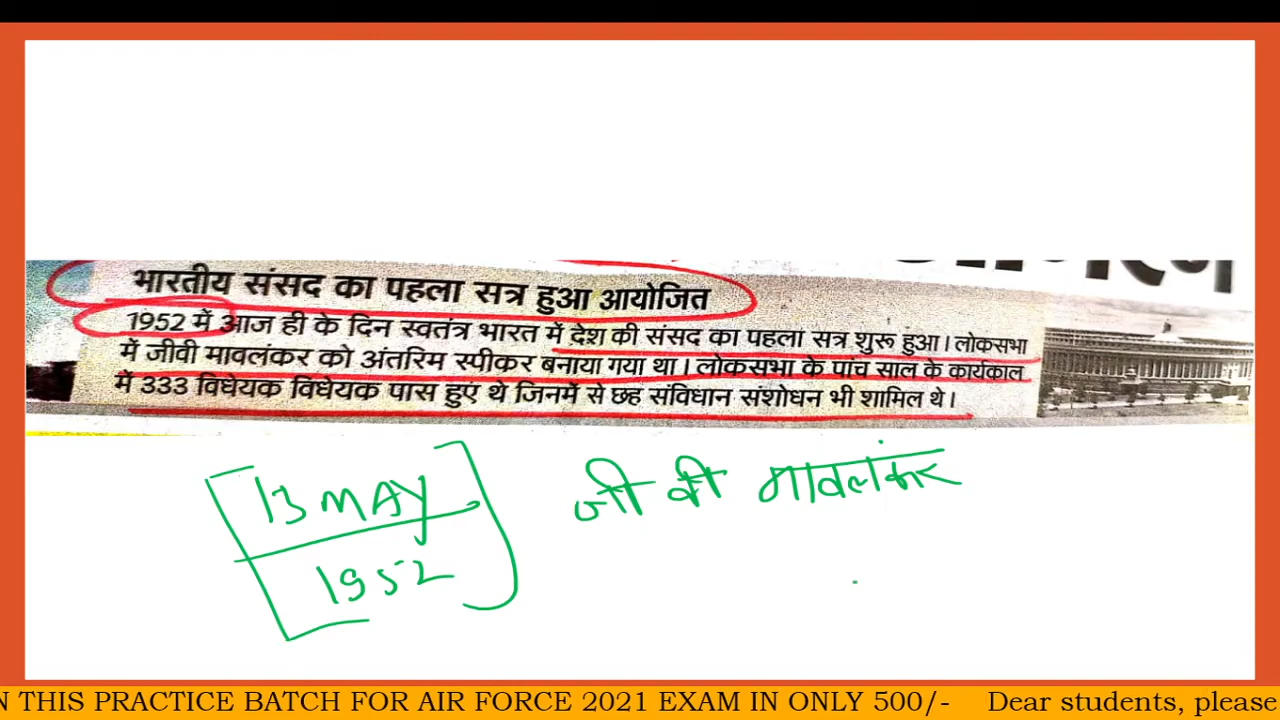 भारतीय संसद का पहला सत्र हुआ आयोजित
1952 में आज ही के दिन स्वतंत्र भारत में देश की संसद का पहला सत्र शुरू हुआ। लोकसभा
में जीवी मावलंकर को अंतरिम स्पीकर बनाया गया था। लोकसभा के पांच साल के कार्यकाल
में 333 विधेयक विधेयक पास हुएं थे जिनमें से छह संविधान संशोधन भी शामिल थे।
13 MAY
1952
जी वी मावलंकर
N THIS PRACTICE BATCH FOR AIR FORCE 2021 EXAM IN ONLY 500/- Dear students, please